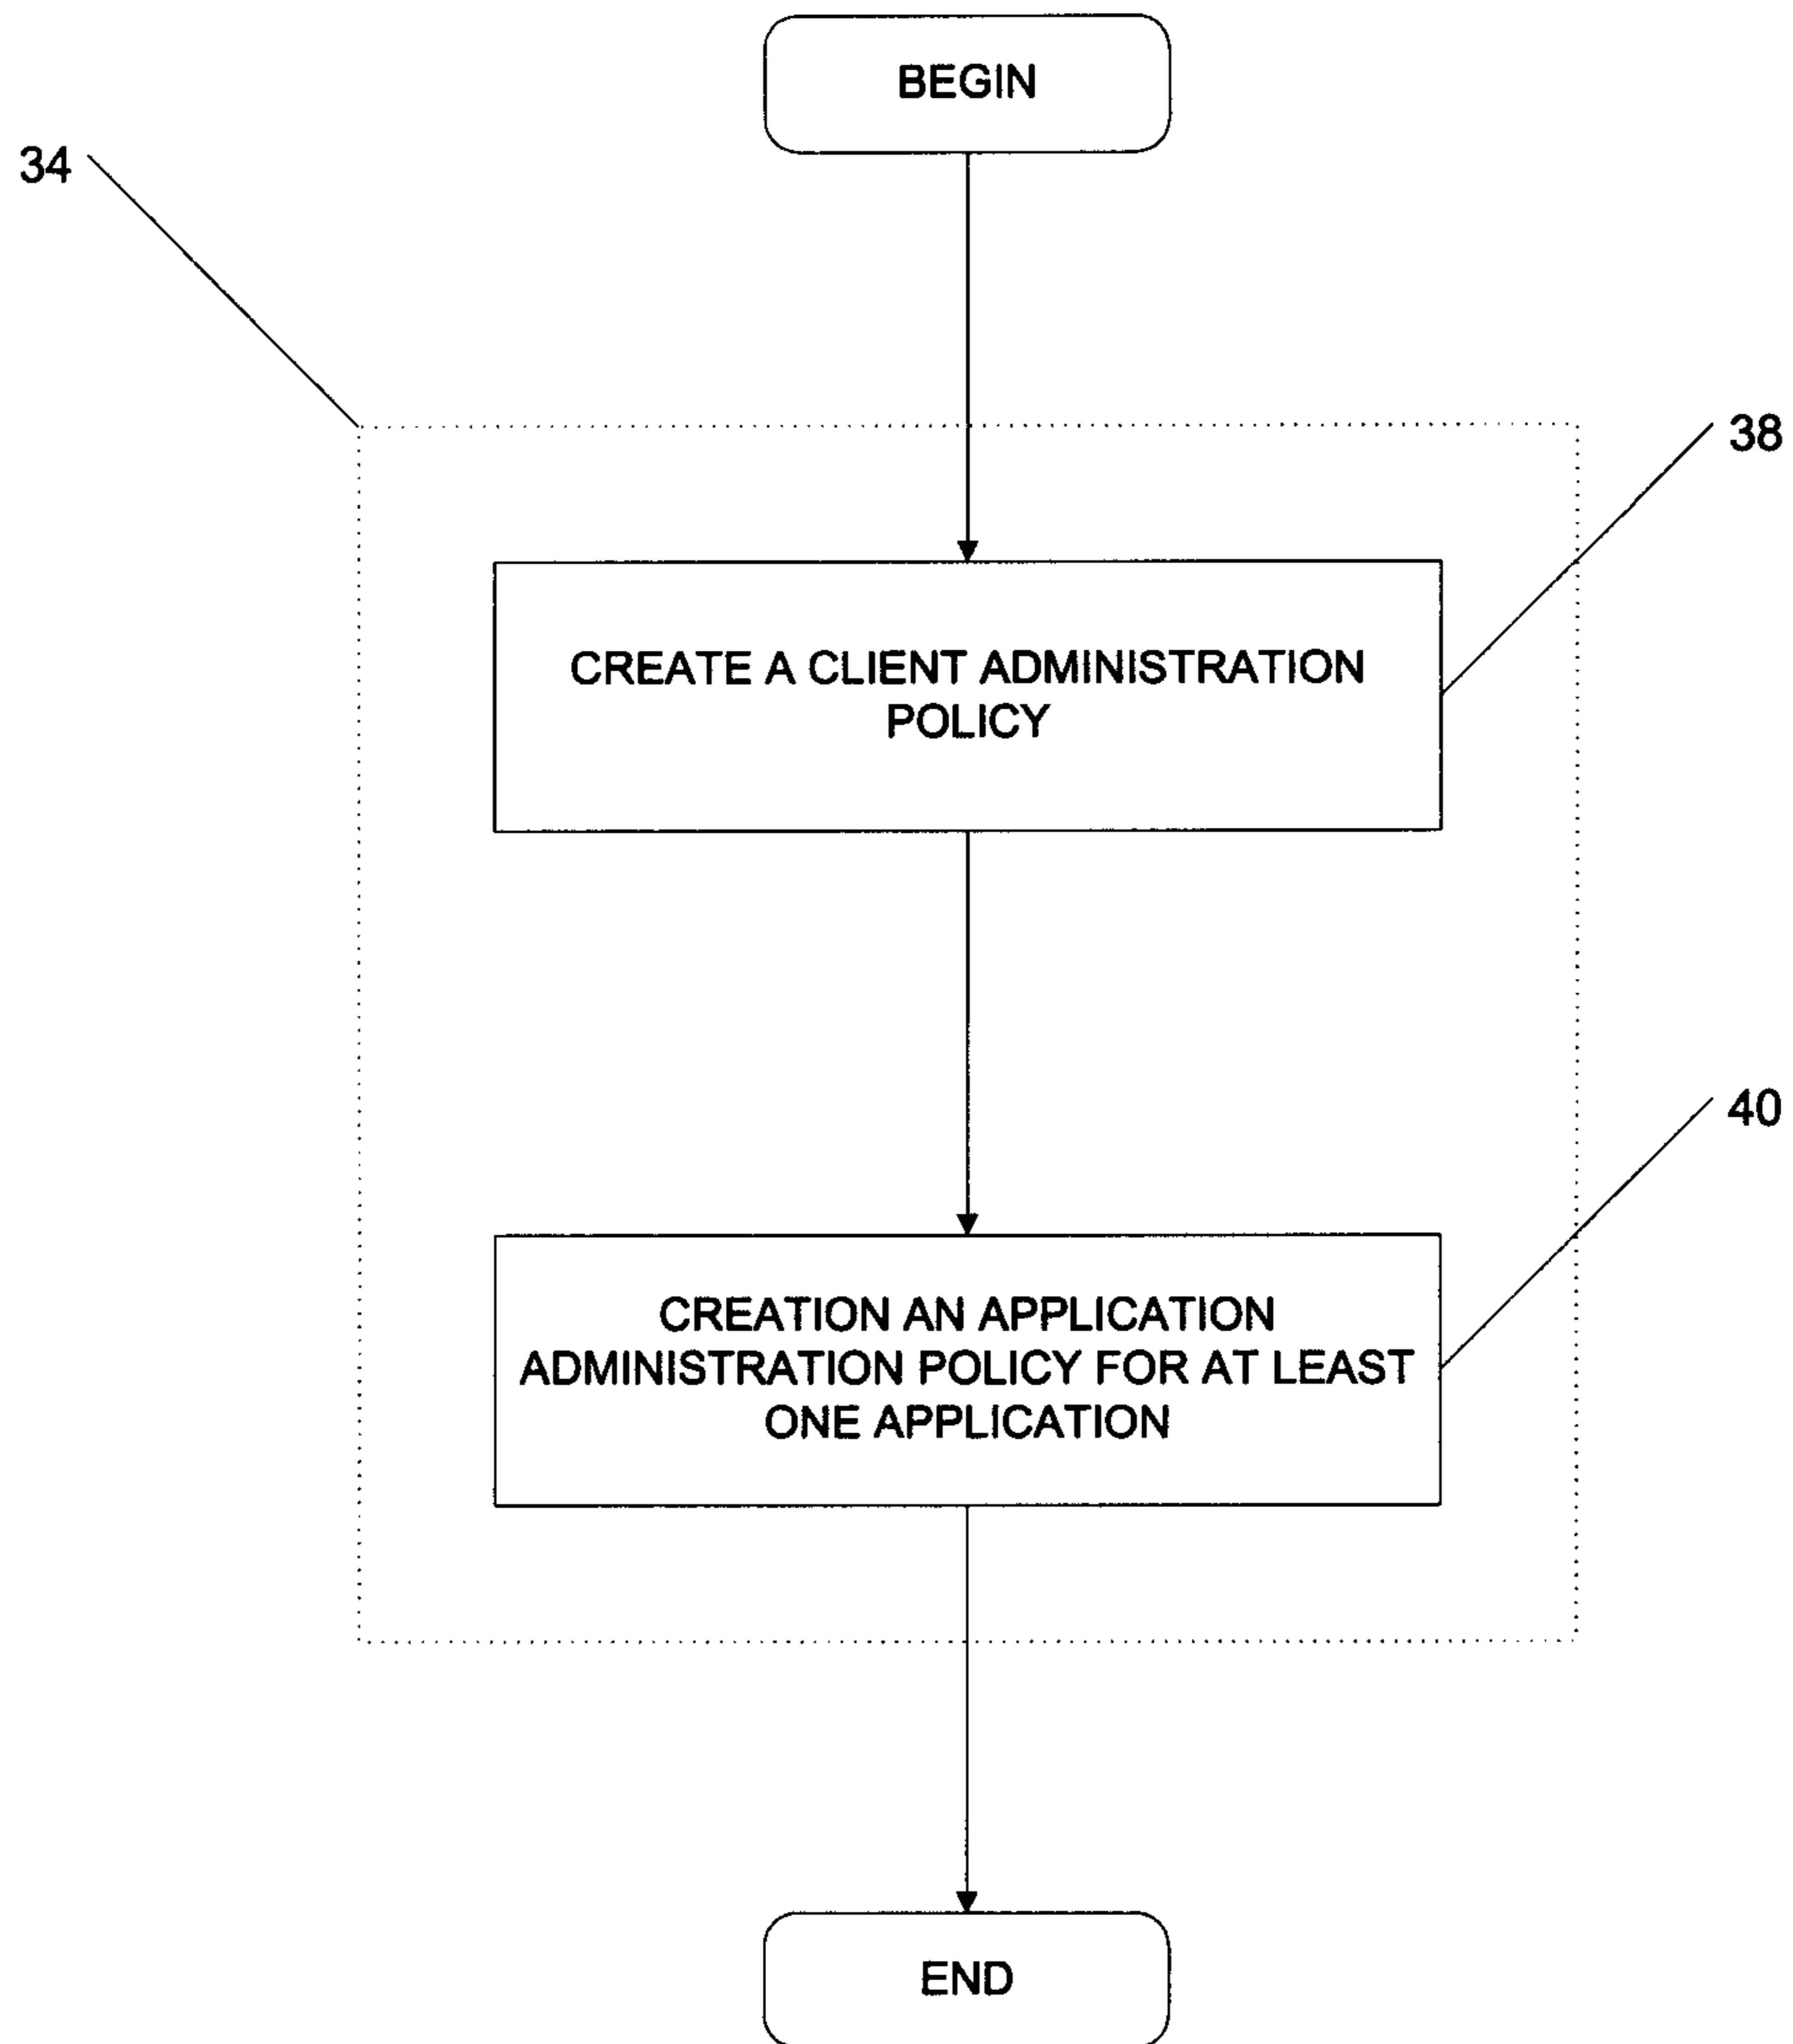 BEGIN
34
38
CREATE A CLIENT ADMINISTRATION
POLICY
40
CREATION AN APPLICATION
ADMINISTRATION POLICY FOR AT LEAST
ONE APPLICATION
END